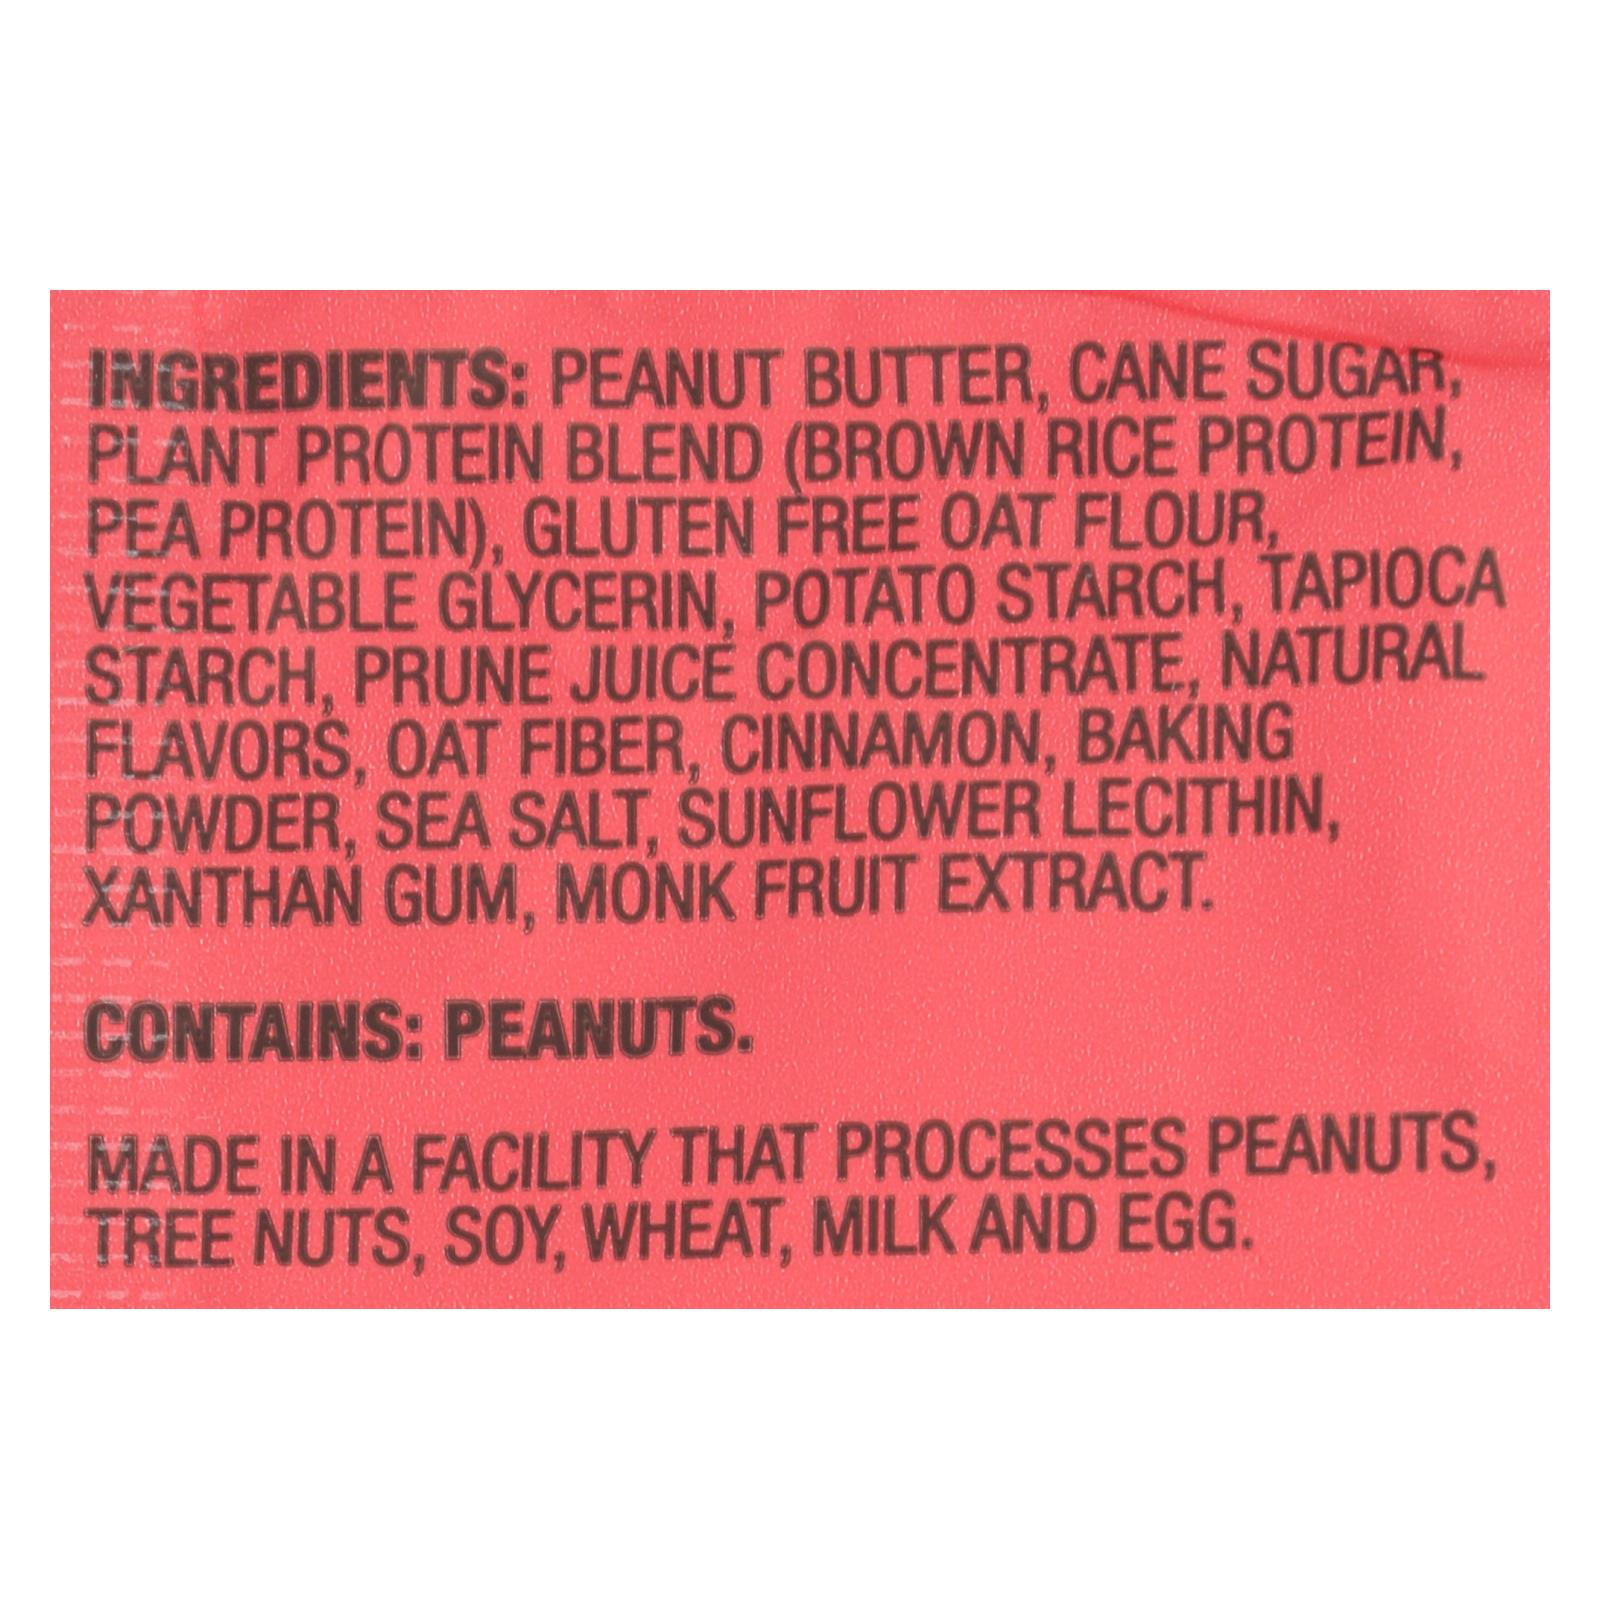 INGREDIENTS: PEANUT BUTTER, CANE SUGAR,
PLANT PROTEIN BLEND (BROWN RICE PROTEIN,
PEA PROTEIN), GLUTEN FREE OAT FLOUR,
VEGETABLE GLYCERIN, POTATO STARCH, TAPIOCA
STARCH, PRUNE JUICE CONCENTRATE, NATURAL
FLAVORS, OAT FIBER, CINNAMON, BAKING
POWDER, SEA SALT, SUNFLOWER LECITHIN,
XANTHAN GUM, MONK FRUIT EXTRACT.
CONTAINS: PEANUTS.
MADE IN A FACILITY THAT PROCESSES PEANUTS,
TREE NUTS, SOY, WHEAT, MILK AND EGG.